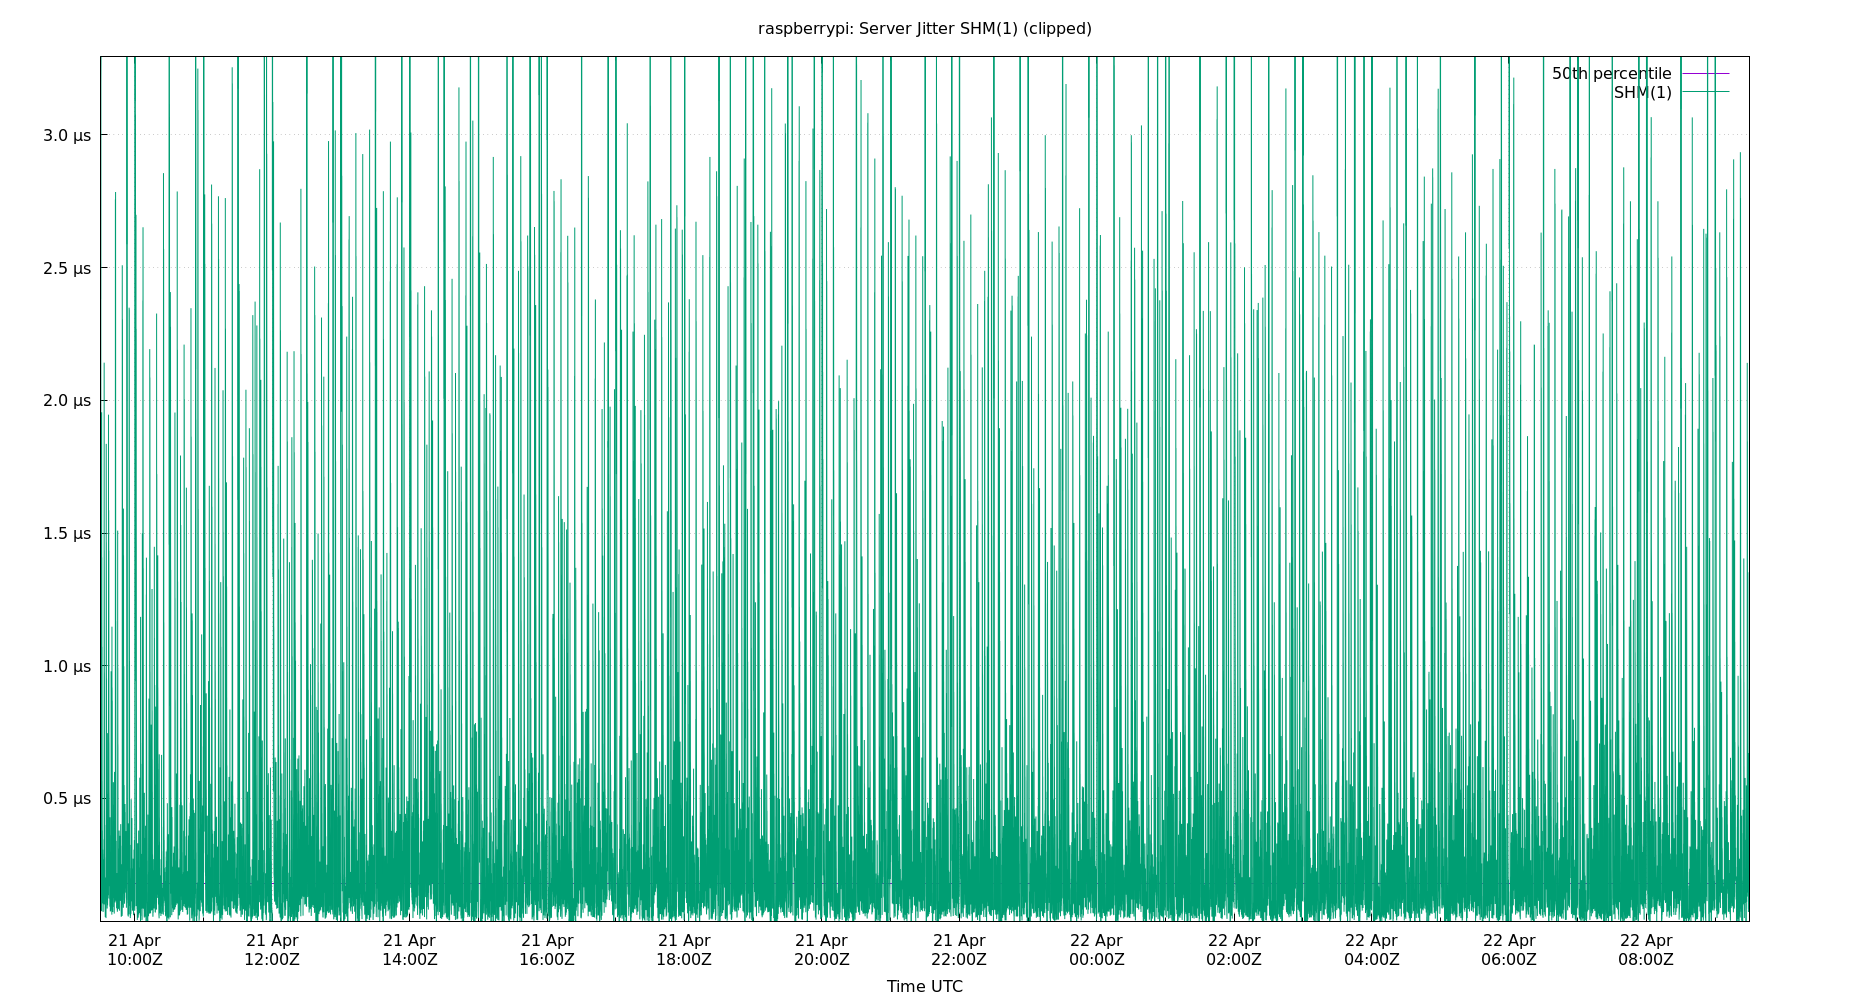 raspberrypi: Server Jitter SHM(1) (clipped)
50th percentile
SHM(1)
3.0 µs
2.5 µs
2.0 µs
1.5 µs
1.0 µs
0.5 µs
21 Apr 21 Apr 21 Apr 21 Apr 21 Apr 21 Apr 21 Apr 22 Apr 22 Apr 22 Apr 22 Apr 22 Apr
10:00Z 12:00Z 14:00Z 16:00Z 18:00Z 20:00Z 22:00Z 00:00Z 02:00Z 04:00Z 06:00Z 08:00Z
Time UTC